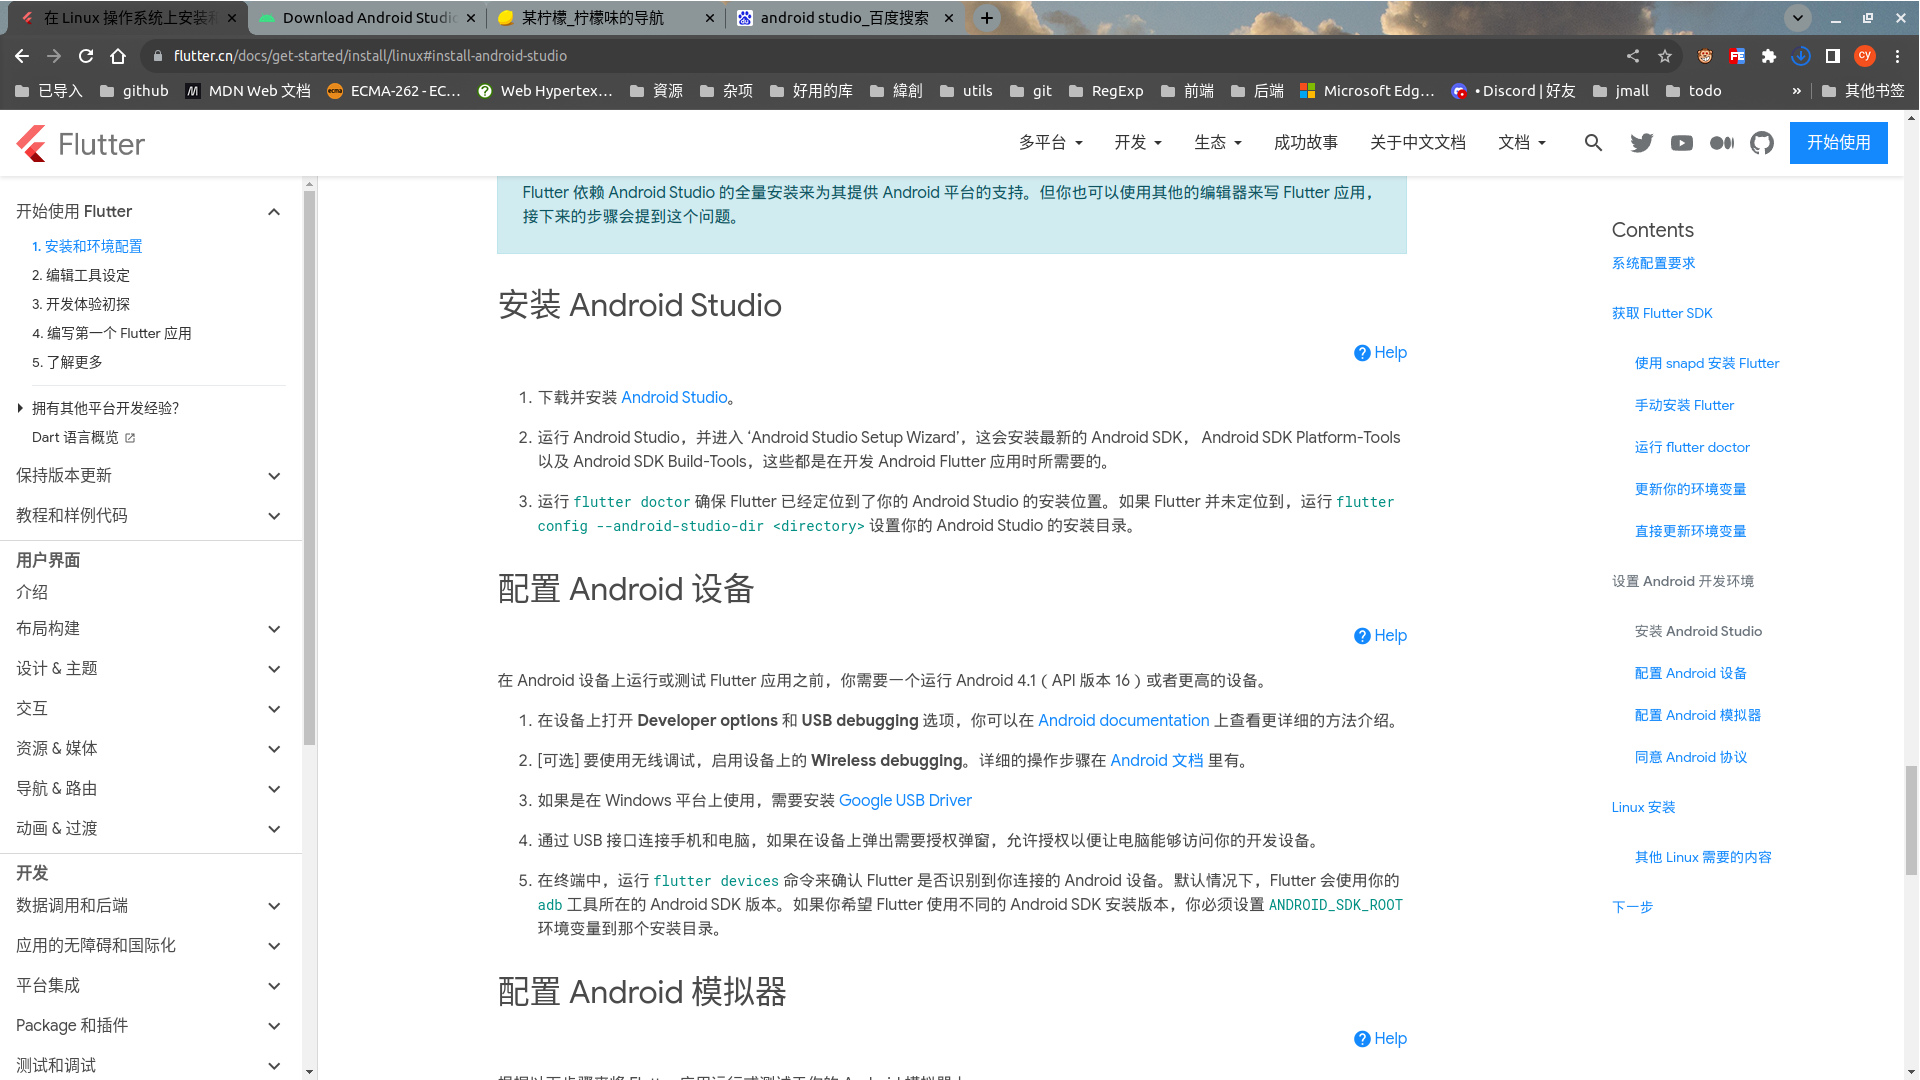 在 Linux 操作系统上安装和
Download Android Studio
某柠檬_柠檬味的导航
android studio_百度搜索
flutter.cn/docs/get-started/install/linux#install-android-studio
FE
cy
已导入
github
MDN Web 文档
ECMA-262 - EC…
Web Hypertex…
資源
杂项
好用的库
緯創
utils
git
RegExp
前端
后端
Microsoft Edg…
• Discord | 好友
jmall
todo
»
其他书签
Flutter
多平台
开发
生态
成功故事
关于中文文档
文档
开始使用
开始使用 Flutter
1. 安装和环境配置
2. 编辑工具设定
3. 开发体验初探
4. 编写第一个 Flutter 应用
5. 了解更多
拥有其他平台开发经验？
Dart 语言概览
保持版本更新
教程和样例代码
用户界面
介绍
布局构建
设计 & 主题
交互
资源 & 媒体
导航 & 路由
动画 & 过渡
开发
数据调用和后端
应用的无障碍和国际化
平台集成
Package 和插件
测试和调试
Flutter 依赖 Android Studio 的全量安装来为其提供 Android 平台的支持。但你也可以使用其他的编辑器来写 Flutter 应用，
接下来的步骤会提到这个问题。
安装 Android Studio
Help
1. 下载并安装 Android Studio。
2. 运行 Android Studio，并进入 ‘Android Studio Setup Wizard’，这会安装最新的 Android SDK， Android SDK Platform-Tools
以及 Android SDK Build-Tools，这些都是在开发 Android Flutter 应用时所需要的。
3. 运行 flutter doctor 确保 Flutter 已经定位到了你的 Android Studio 的安装位置。如果 Flutter 并未定位到，运行 flutter
config --android-studio-dir <directory> 设置你的 Android Studio 的安装目录。
配置 Android 设备
Help
在 Android 设备上运行或测试 Flutter 应用之前，你需要一个运行 Android 4.1 ( API 版本 16 ) 或者更高的设备。
1. 在设备上打开 Developer options 和 USB debugging 选项，你可以在 Android documentation 上查看更详细的方法介绍。
2. [可选] 要使用无线调试，启用设备上的 Wireless debugging。详细的操作步骤在 Android 文档 里有。
3. 如果是在 Windows 平台上使用，需要安装 Google USB Driver
4. 通过 USB 接口连接手机和电脑，如果在设备上弹出需要授权弹窗，允许授权以便让电脑能够访问你的开发设备。
5. 在终端中，运行 flutter devices 命令来确认 Flutter 是否识别到你连接的 Android 设备。默认情况下，Flutter 会使用你的
adb 工具所在的 Android SDK 版本。如果你希望 Flutter 使用不同的 Android SDK 安装版本，你必须设置 ANDROID_SDK_ROOT
环境变量到那个安装目录。
配置 Android 模拟器
Help
根据以下步骤来将 Flutter 应用运行或测试于你的 Android 模拟器上
Contents
系统配置要求
获取 Flutter SDK
使用 snapd 安装 Flutter
手动安装 Flutter
运行 flutter doctor
更新你的环境变量
直接更新环境变量
设置 Android 开发环境
安装 Android Studio
配置 Android 设备
配置 Android 模拟器
同意 Android 协议
Linux 安装
其他 Linux 需要的内容
下一步